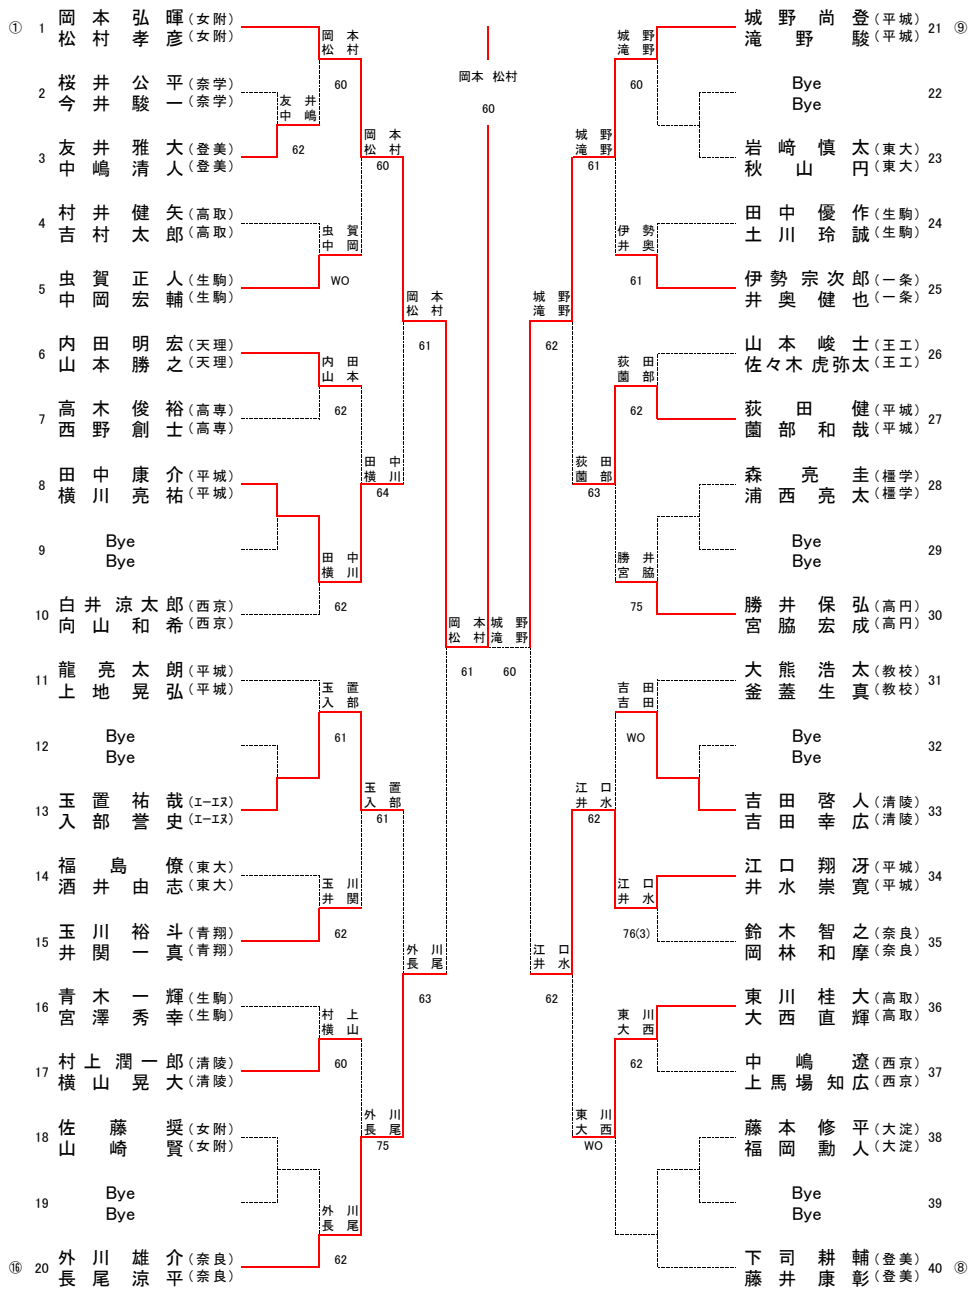 ① 1 岡本弘暉(女附)
松村孝彦(女附)
2 桜井公平(奈学)
今井駿一(奈学)
3 友井雅大(登美)
中嶋清人(登美)
4 村井健矢(高取)
吉村太郎(高取)
5 虫賀正人(生駒)
中岡宏輔(生駒)
6 内田明宏(天理)
山本勝之(天理)
7 高木俊裕(高専)
西野創士(高専)
8 田中康介(平城)
横川亮祐(平城)
9 Bye
Bye
10 白井涼太郎(西京)
向山和希(西京)
11 龍亮太朗(平城)
上地晃弘(平城)
12 Bye
Bye
13 玉置祐哉(エーエヌ)
入部誉史(エーエヌ)
14 福島僚(東大)
酒井由志(東大)
15 玉川裕斗(青翔)
井関一真(青翔)
16 青木一輝(生駒)
宮澤秀幸(生駒)
17 村上潤一郎(清陵)
横山晃大(清陵)
18 佐藤奨(女附)
山崎賢(女附)
19 Bye
Bye
⑯ 20 外川雄介(奈良)
長尾涼平(奈良)
岡本
松村
60
友井
中嶋
62
岡本
松村
60
虫賀
中岡
WO
岡本
松村
61
内田
山本
62
田中
横川
64
田中
横川
62
玉置
入部
61
玉置
入部
61
玉川
井関
62
外川
長尾
63
村上
横山
60
外川
長尾
75
外川
長尾
62
岡本
松村
61
岡本 松村
60
城野
滝野
60
城野
滝野
60
城野
滝野
61
伊勢
井奥
61
城野
滝野
62
荻田
薗部
62
荻田
薗部
63
勝井
宮脇
75
吉田
吉田
WO
江口
井水
62
江口
井水
76(3)
江口
井水
62
東川
大西
62
東川
大西
WO
城野尚登(平城) 21 ⑨
滝野駿(平城)
Bye 22
Bye
岩﨑慎太(東大) 23
秋山円(東大)
田中優作(生駒) 24
土川玲誠(生駒)
伊勢宗次郎(一条) 25
井奥健也(一条)
山本峻士(王工) 26
佐々木虎弥太(王工)
荻田健(平城) 27
薗部和哉(平城)
森亮圭(橿学) 28
浦西亮太(橿学)
Bye 29
Bye
勝井保弘(高円) 30
宮脇宏成(高円)
大熊浩太(教校) 31
釜蓋生真(教校)
Bye 32
Bye
吉田啓人(清陵) 33
吉田幸広(清陵)
江口翔冴(平城) 34
井水崇寛(平城)
鈴木智之(奈良) 35
岡林和摩(奈良)
東川桂大(高取) 36
大西直輝(高取)
中嶋遼(西京) 37
上馬場知広(西京)
藤本修平(大淀) 38
福岡勲人(大淀)
Bye 39
Bye
下司耕輔(登美) 40 ⑧
藤井康彰(登美)